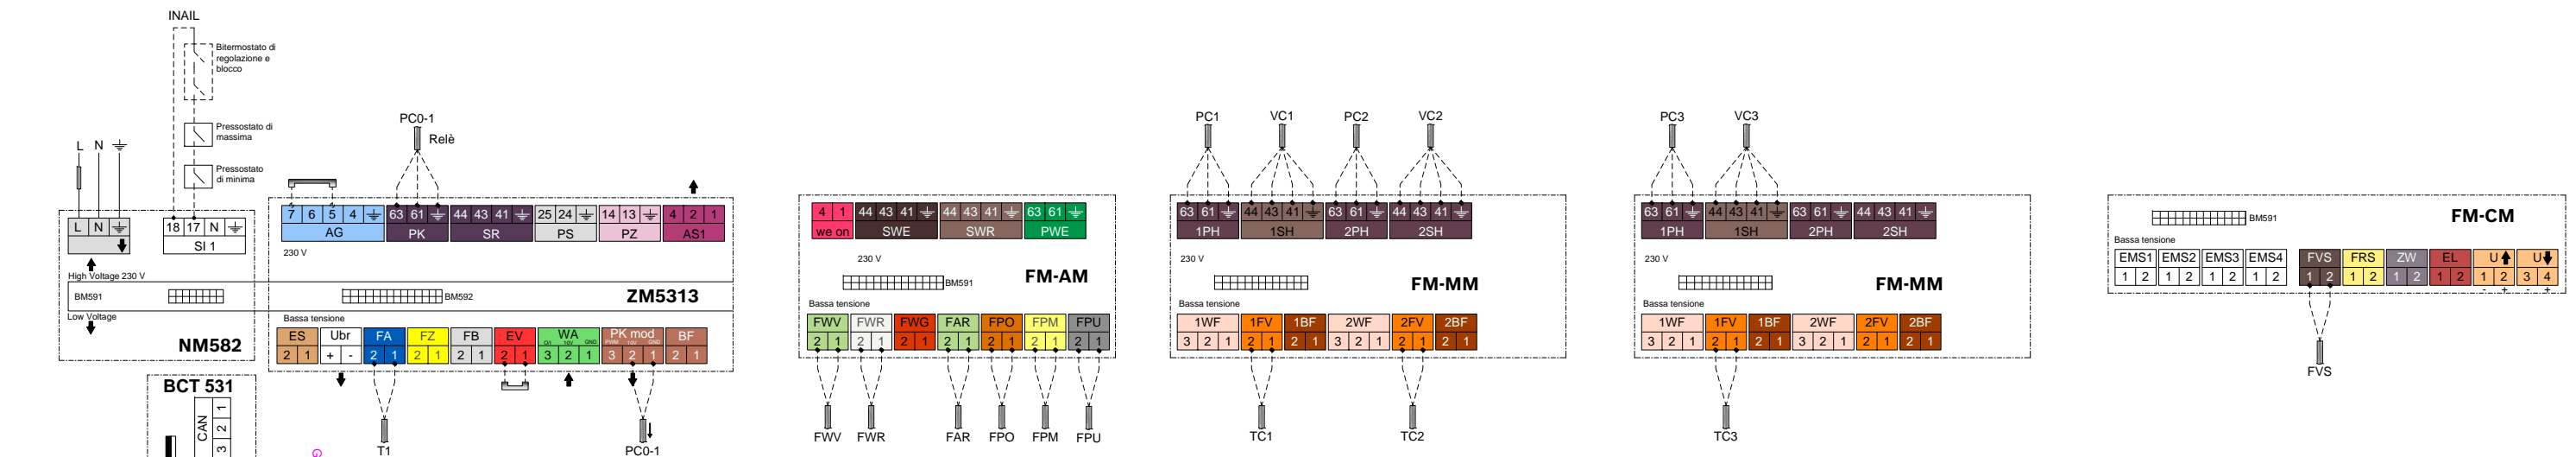 INAIL
Bitermostato di
regolazione e
blocco
Pressostato di
massima
Pressostato
di minima
L N
L N
18 17 N
SI 1
High Voltage 230 V
BM591
Low Voltage
NM582
BCT 531
CAN
1
2
3
G
PC0-1
Relè
7 6 5 4
AG
63 61
PK
44 43 41
SR
25 24
PS
14 13
PZ
4 2 1
AS1
230 V
BM592
ZM5313
Bassa tensione
ES
2 1
Ubr
+ -
FA
2 1
FZ
2 1
FB
2 1
EV
2 1
WA
O1 10V GND
3 2 1
PK mod
PWM 10V GND
3 2 1
BF
2 1
T1
PC0-1
4 1
we on
44 43 41
SWE
44 43 41
SWR
63 61
PWE
230 V
BM591
FM-AM
Bassa tensione
FWV
2 1
FWR
2 1
FWG
2 1
FAR
2 1
FPO
2 1
FPM
2 1
FPU
2 1
FWV
FWR
FAR
FPO
FPM
FPU
PC1
VC1
PC2
VC2
63 61
1PH
44 43 41
1SH
63 61
2PH
44 43 41
2SH
230 V
FM-MM
Bassa tensione
1WF
3 2 1
1FV
2 1
1BF
2 1
2WF
3 2 1
2FV
2 1
2BF
2 1
TC1
TC2
PC3
VC3
63 61
1PH
44 43 41
1SH
63 61
2PH
44 43 41
2SH
230 V
FM-MM
Bassa tensione
1WF
3 2 1
1FV
2 1
1BF
2 1
2WF
3 2 1
2FV
2 1
2BF
2 1
TC3
BM591
FM-CM
Bassa tensione
EMS1
1 2
EMS2
1 2
EMS3
1 2
EMS4
1 2
FVS
1 2
FRS
1 2
ZW
1 2
EL
1 2
U
1 2
- +
U
3 4
- +
FVS